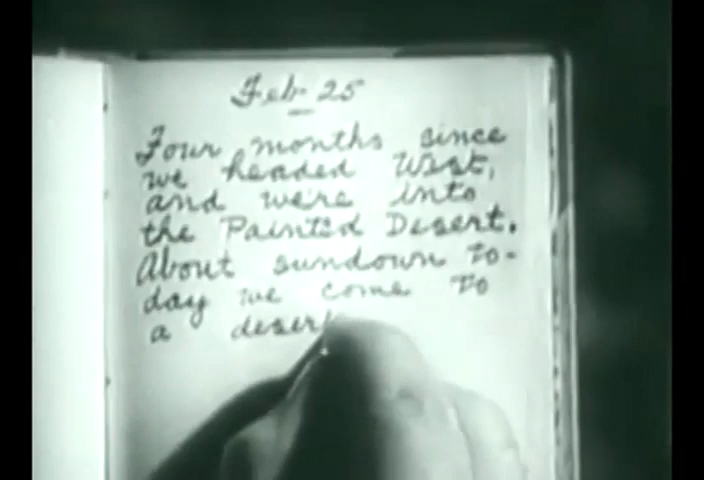 Feb 25
Four months since
we headed West,
and we're into
the Painted Desert.
About sundown to-
day we come to
a deser